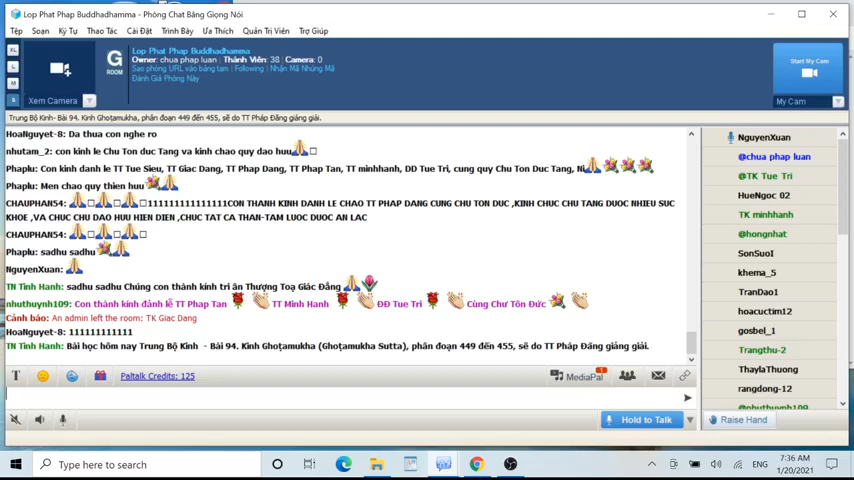 Lop Phat Phap Buddhadhamma - Phòng Chat Bằng Giọng Nói
Tệp Soạn Ký Tự Thao Tác Cài Đặt Trình Bày Ưa Thích Quản Trị Viên Trợ Giúp
XL
L
M
S
Xem Camera
G
ROOM
Lop Phat Phap Buddhadhamma
Owner: chua phap luan Thành Viên: 38 Camera: 0
Sao phòng URL vào bảng tạm Following Nhận Mã Nhúng Mã
Đánh Giá Phòng Này
Start My Cam
My Cam
Trung Bộ Kinh- Bài 94. Kinh Ghoṭamukha, phân đoạn 449 đến 455, sẽ do TT Pháp Đăng giảng giải.
HoaNguyet-8: Da thua con nghe ro
nhutam_2: con kinh le Chu Ton duc Tang va kinh chao quy dao huu
Phaplu: Con kinh danh le TT Tue Sieu, TT Giac Dang, TT Phap Dang, TT Phap Tan, TT minhhanh, DD Tue Tri, cung quy Chu Ton Duc Tang, Ni
Phaplu: Men chao quy thien huu
CHAUPHAN54: 11111111111111CON THANH KINH DANH LE CHAO TT PHAP DANG CUNG CHU TON DUC ,KINH CHUC CHU TANG DUOC NHIEU SUC
KHOE ,VA CHUC CHU DAO HUU HIEN DIEN ,CHUC TAT CA THAN-TAM LUOC DUOC AN LAC
CHAUPHAN54:
Phaplu: sadhu sadhu
NguyenXuan:
TN Tinh Hanh: sadhu sadhu Chúng con thành kính tri ân Thượng Toạ Giác Đẳng
nhuthuynh109: Con thành kính đảnh lễ TT Phap Tan TT Minh Hanh ĐĐ Tue Tri Cùng Chư Tôn Đức
Cảnh báo: An admin left the room: TK Giac Dang
HoaNguyet-8: 111111111111
TN Tinh Hanh: Bài học hôm nay Trung Bộ Kinh - Bài 94. Kinh Ghoṭamukha (Ghoṭamukha Sutta), phân đoạn 449 đến 455, sẽ do TT Pháp Đăng giảng giải.
NguyenXuan
@chua phap luan
@TK Tue Tri
HueNgoc 02
TK minhhanh
@hongnhat
SonSuoI
khema_5
TranDao1
hoacuctim12
gosbel_1
Trangthu-2
ThaylaThuong
rangdong-12
@nhuthuynh109
T Paltalk Credits: 125 MediaPal 1
Hold to Talk Raise Hand
Type here to search
ENG
7:36 AM
1/20/2021